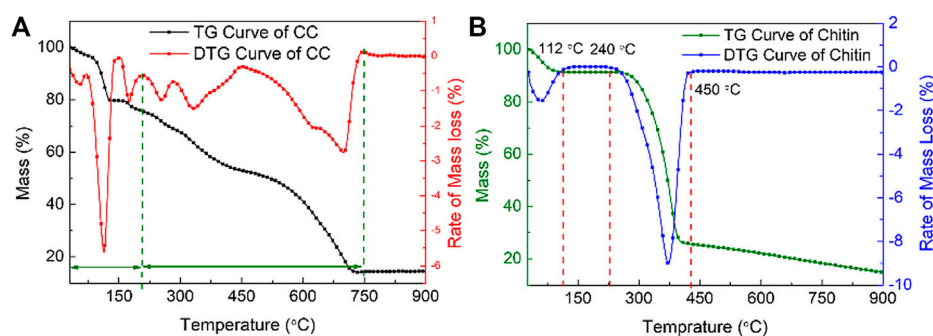 A
TG Curve of CC
DTG Curve of CC
Mass (%)
100
80
60
40
20
150 300 450 600 750 900
Temperature (°C)
1
0
-1
-2
-3
-4
-5
-6
Rate of Mass loss (%)
B
TG Curve of Chitin
DTG Curve of Chitin
112 °C 240 °C
450 °C
Mass (%)
100
80
60
40
20
150 300 450 600 750 900
Temprature (°C)
2
0
-2
-4
-6
-8
-9
-10
Rate of Mass Loss (%)